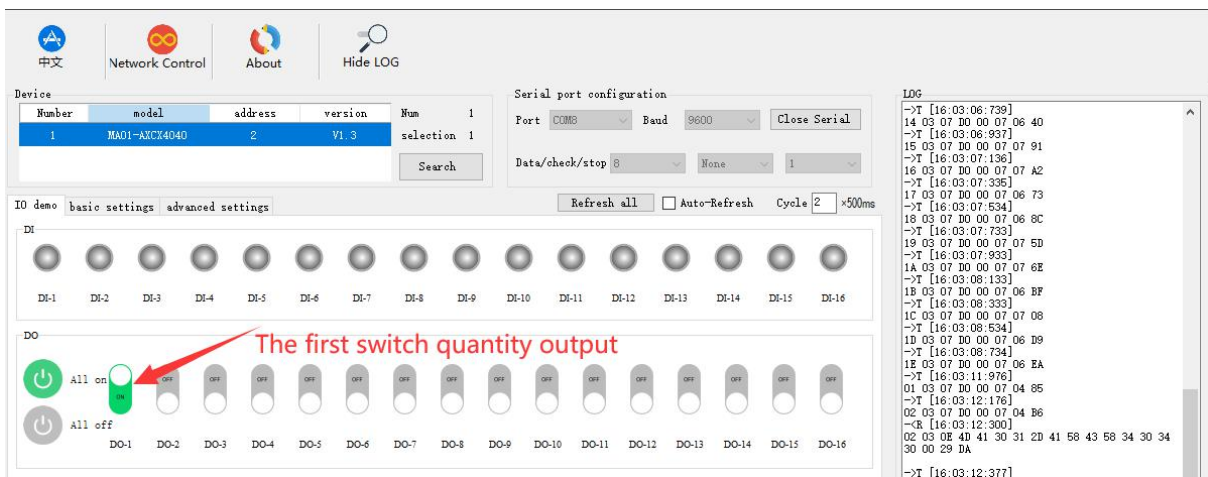 中文
Network Control
About
Hide LOG
Device
Number model address version
1 MA01-AXCX4040 2 V1.3
Num 1
selection 1
Search
Serial port configuration
Port COM8 Baud 9600 Close Serial
Data/check/stop 8 None 1
IO demo basic settings advanced settings
Refresh all Auto-Refresh Cycle 2 ×500ms
DI
DI-1 DI-2 DI-3 DI-4 DI-5 DI-6 DI-7 DI-8 DI-9 DI-10 DI-11 DI-12 DI-13 DI-14 DI-15 DI-16
DO
The first switch quantity output
All on
ON OFF OFF OFF OFF OFF OFF OFF OFF OFF OFF OFF OFF OFF OFF OFF
All off
DO-1 DO-2 DO-3 DO-4 DO-5 DO-6 DO-7 DO-8 DO-9 DO-10 DO-11 DO-12 DO-13 DO-14 DO-15 DO-16
LOG
->T [16:03:06:739]
14 03 07 D0 00 07 06 40
->T [16:03:06:937]
15 03 07 D0 00 07 07 91
->T [16:03:07:136]
16 03 07 D0 00 07 07 A2
->T [16:03:07:335]
17 03 07 D0 00 07 06 73
->T [16:03:07:534]
18 03 07 D0 00 07 06 8C
->T [16:03:07:733]
19 03 07 D0 00 07 07 5D
->T [16:03:07:933]
1A 03 07 D0 00 07 07 6E
->T [16:03:08:133]
1B 03 07 D0 00 07 06 BF
->T [16:03:08:333]
1C 03 07 D0 00 07 07 08
->T [16:03:08:534]
1D 03 07 D0 00 07 06 D9
->T [16:03:08:734]
1E 03 07 D0 00 07 06 EA
->T [16:03:11:976]
01 03 07 D0 00 07 04 85
->T [16:03:12:176]
02 03 07 D0 00 07 04 B6
-<R [16:03:12:300]
02 03 0E 4D 41 30 31 2D 41 58 43 58 34 30 34
30 00 29 DA
->T [16:03:12:377]